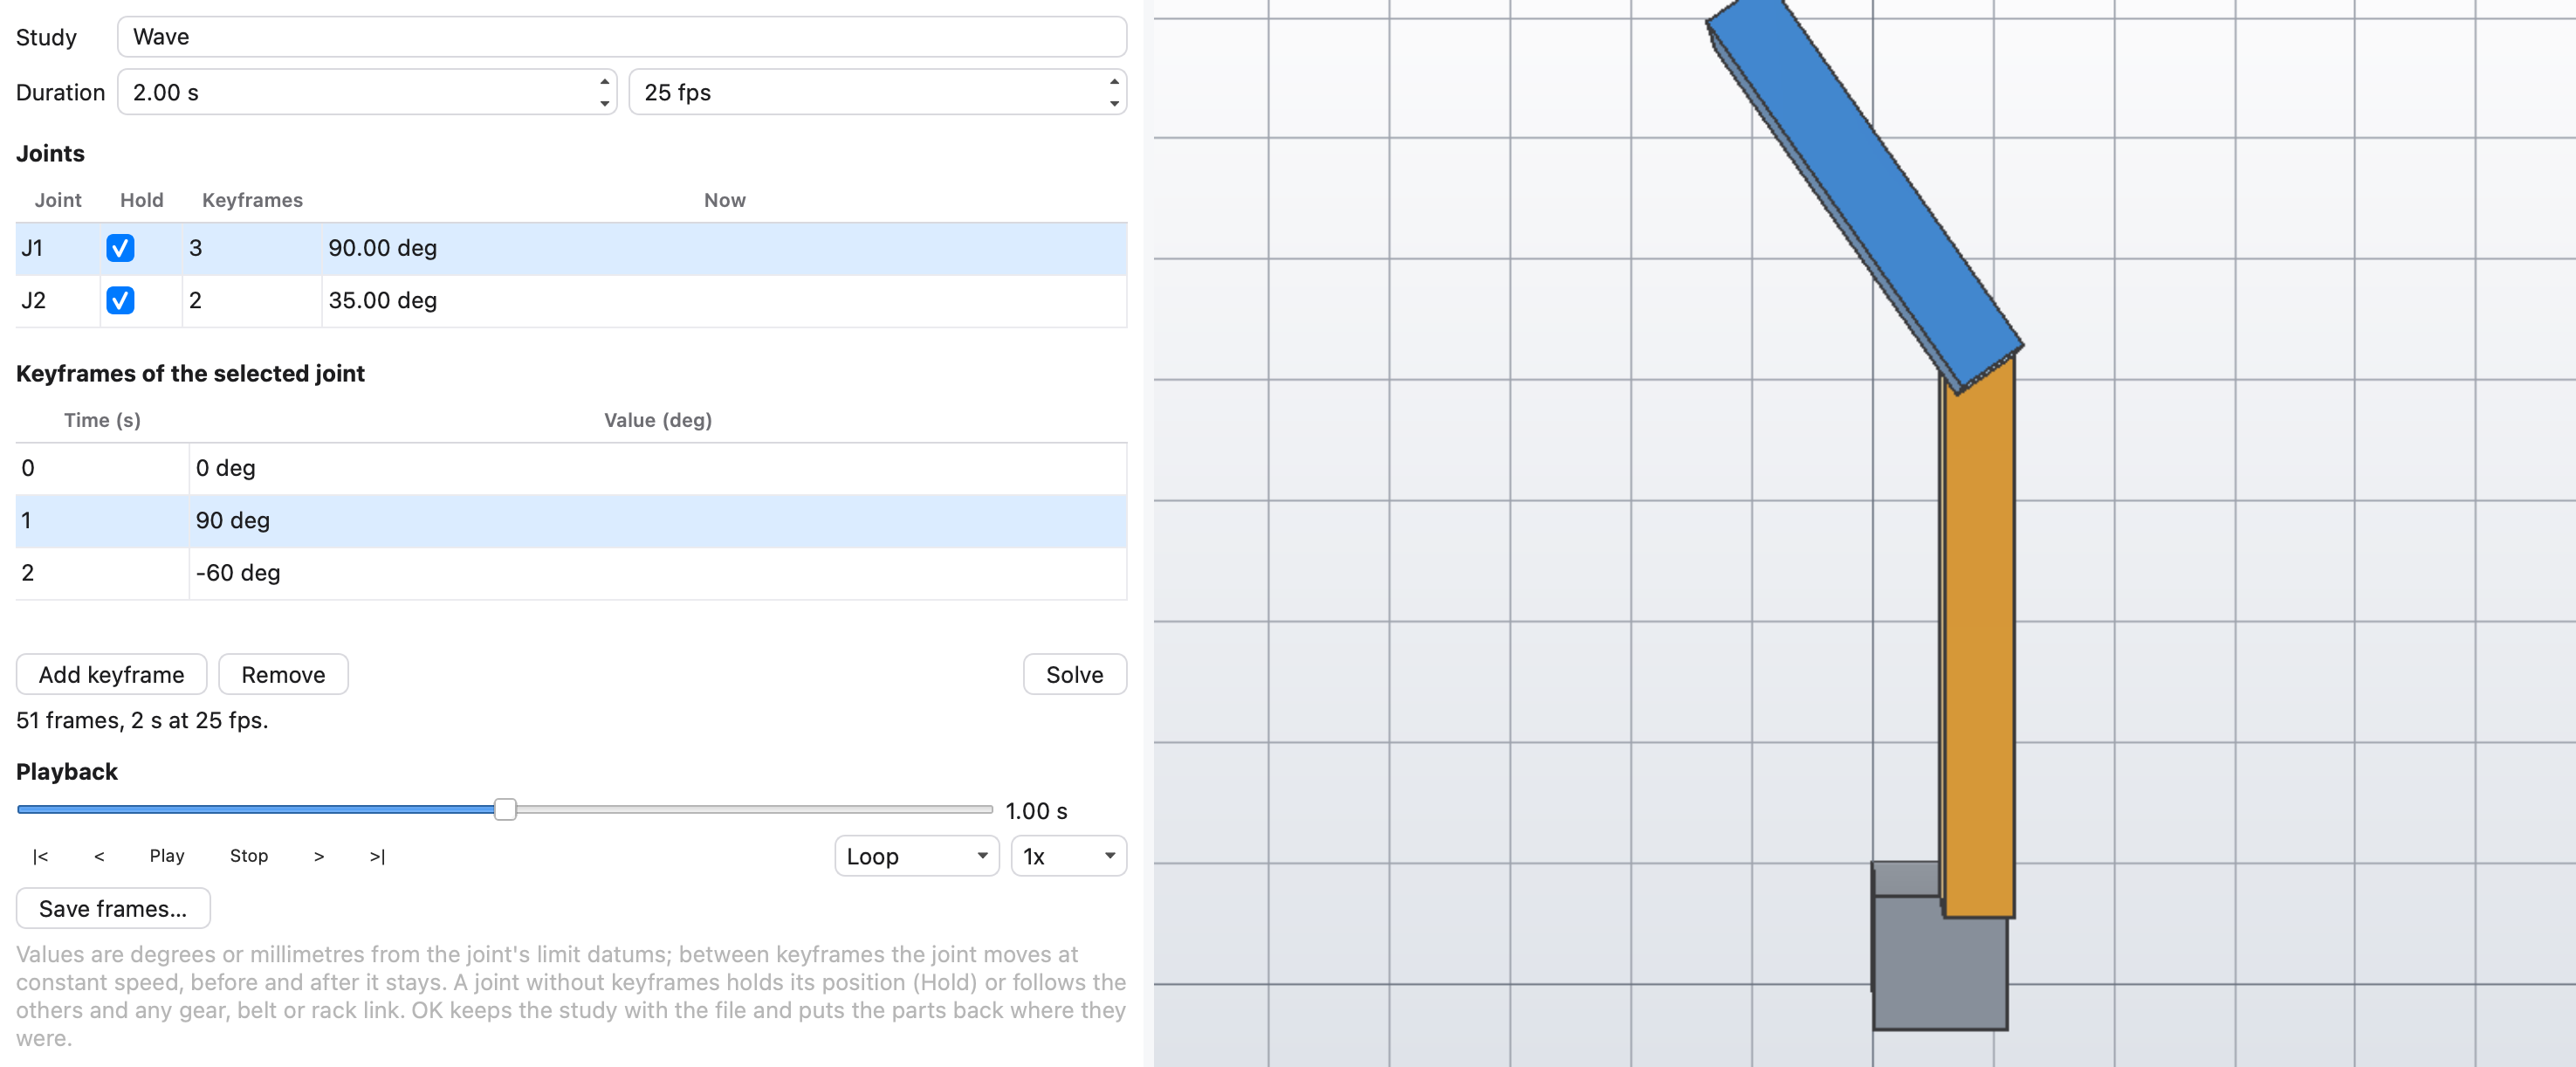 Study Wave
Duration 2.00 s 25 fps
Joints
Joint Hold Keyframes Now
J1 3 90.00 deg
J2 2 35.00 deg
Keyframes of the selected joint
Time (s) Value (deg)
0 0 deg
1 90 deg
2 -60 deg
Add keyframe Remove Solve
51 frames, 2 s at 25 fps.
Playback
1.00 s
|< < Play Stop > >| Loop 1x
Save frames...
Values are degrees or millimetres from the joint's limit datums; between keyframes the joint moves at
constant speed, before and after it stays. A joint without keyframes holds its position (Hold) or follows the
others and any gear, belt or rack link. OK keeps the study with the file and puts the parts back where they
were.